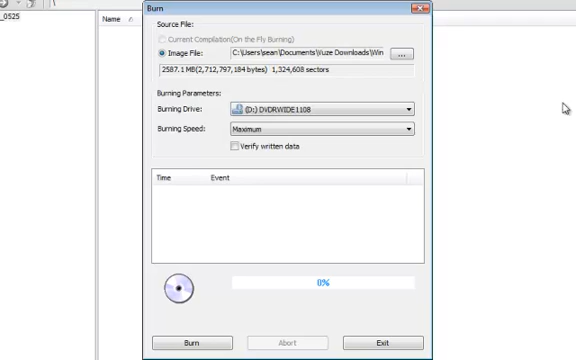 Burn
_0525
Name
Source File:
Current Compilation(On the Fly Burning)
Image File: C:\Users\sean\Documents\Vuze Downloads\Win ...
2587.1 MB(2,712,797,184 bytes) 1,324,608 sectors
Burning Parameters:
Burning Drive: (D:) DVDRWIDE1108
Burning Speed: Maximum
Verify written data
Time Event
0%
Burn Abort Exit